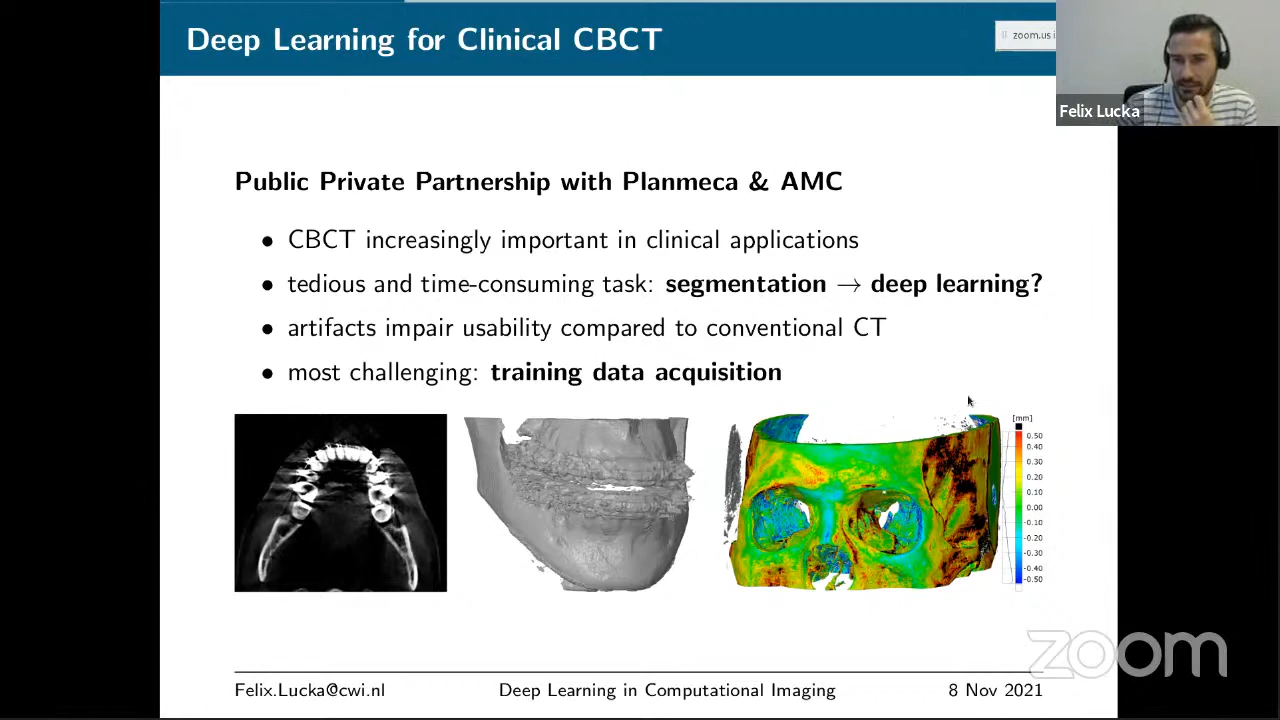 Deep Learning for Clinical CBCT
zoom.us i
Felix Lucka
Public Private Partnership with Planmeca & AMC
• CBCT increasingly important in clinical applications
• tedious and time-consuming task: segmentation → deep learning?
• artifacts impair usability compared to conventional CT
• most challenging: training data acquisition
[mm]
0.50
0.40
0.30
0.20
0.10
-0.10
-0.20
-0.30
-0.40
-0.50
zoom
Felix.Lucka@cwi.nl
Deep Learning in Computational Imaging
8 Nov 2021